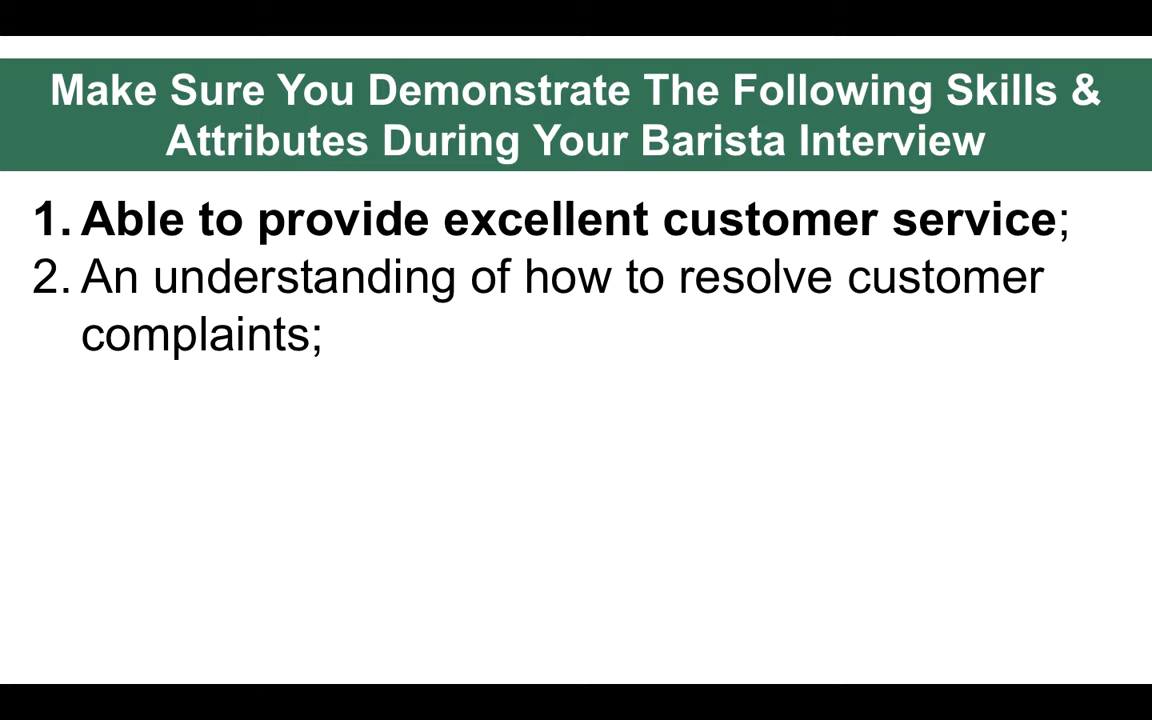 Make Sure You Demonstrate The Following Skills &
Attributes During Your Barista Interview
1. Able to provide excellent customer service;
2. An understanding of how to resolve customer
complaints;